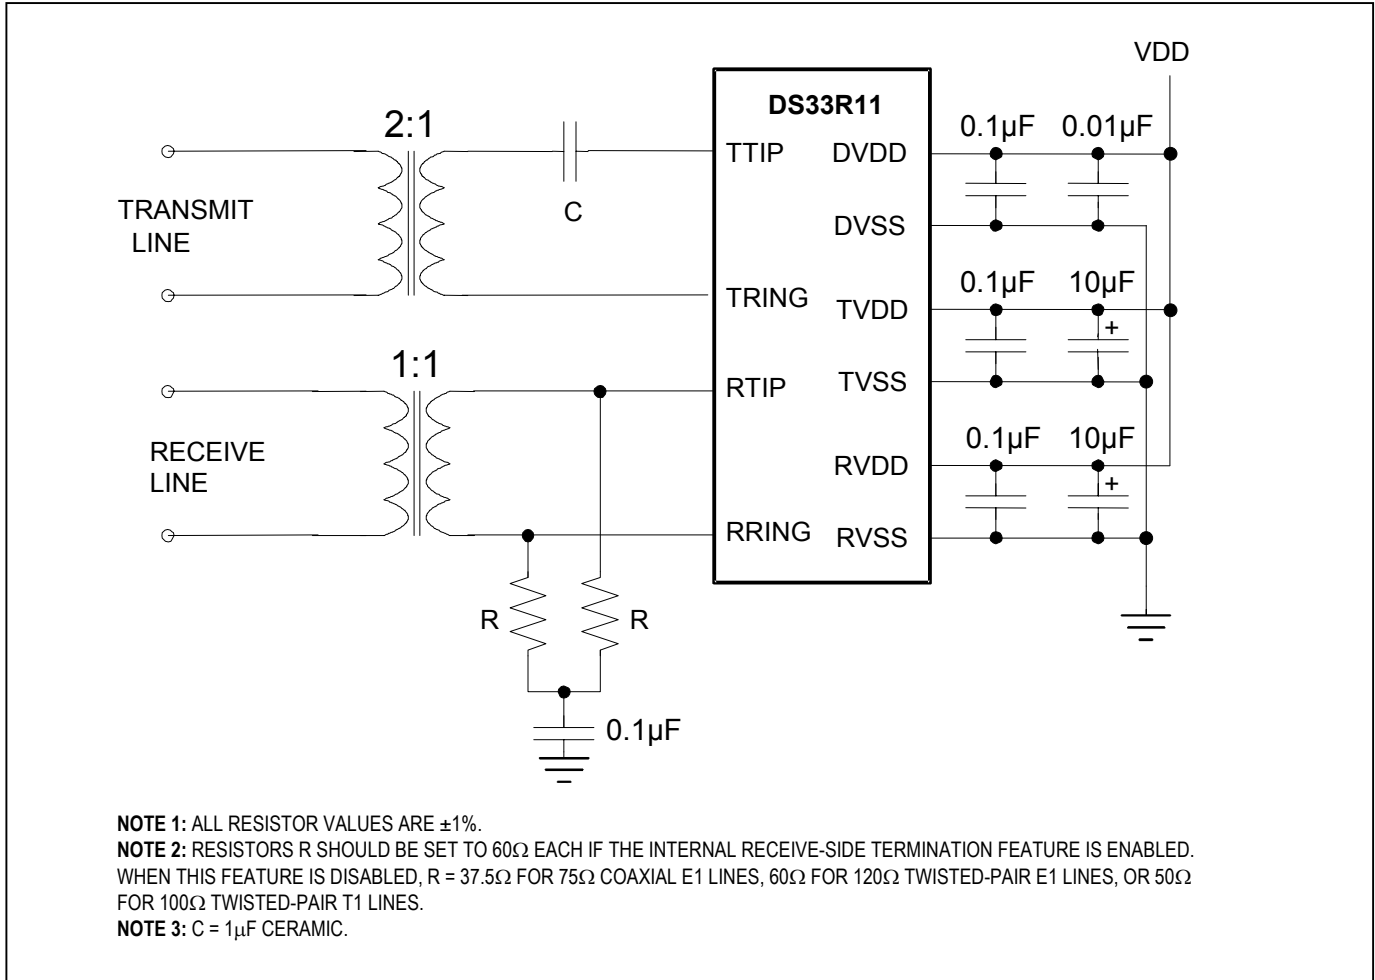 VDD
DS33R11
2:1
0.1µF 0.01µF
TTIP DVDD
C
TRANSMIT
LINE
DVSS
0.1µF 10µF
TRING TVDD
+
1:1
RTIP TVSS
RECEIVE
LINE
0.1µF 10µF
RVDD
+
RRING RVSS
R R
0.1µF
NOTE 1: ALL RESISTOR VALUES ARE ±1%.
NOTE 2: RESISTORS R SHOULD BE SET TO 60Ω EACH IF THE INTERNAL RECEIVE-SIDE TERMINATION FEATURE IS ENABLED.
WHEN THIS FEATURE IS DISABLED, R = 37.5Ω FOR 75Ω COAXIAL E1 LINES, 60Ω FOR 120Ω TWISTED-PAIR E1 LINES, OR 50Ω
FOR 100Ω TWISTED-PAIR T1 LINES.
NOTE 3: C = 1µF CERAMIC.